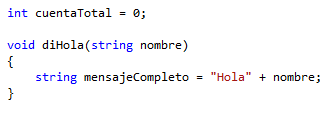 int cuentaTotal = 0;
void diHola(string nombre)
{
string mensajeCompleto = "Hola" + nombre;
}